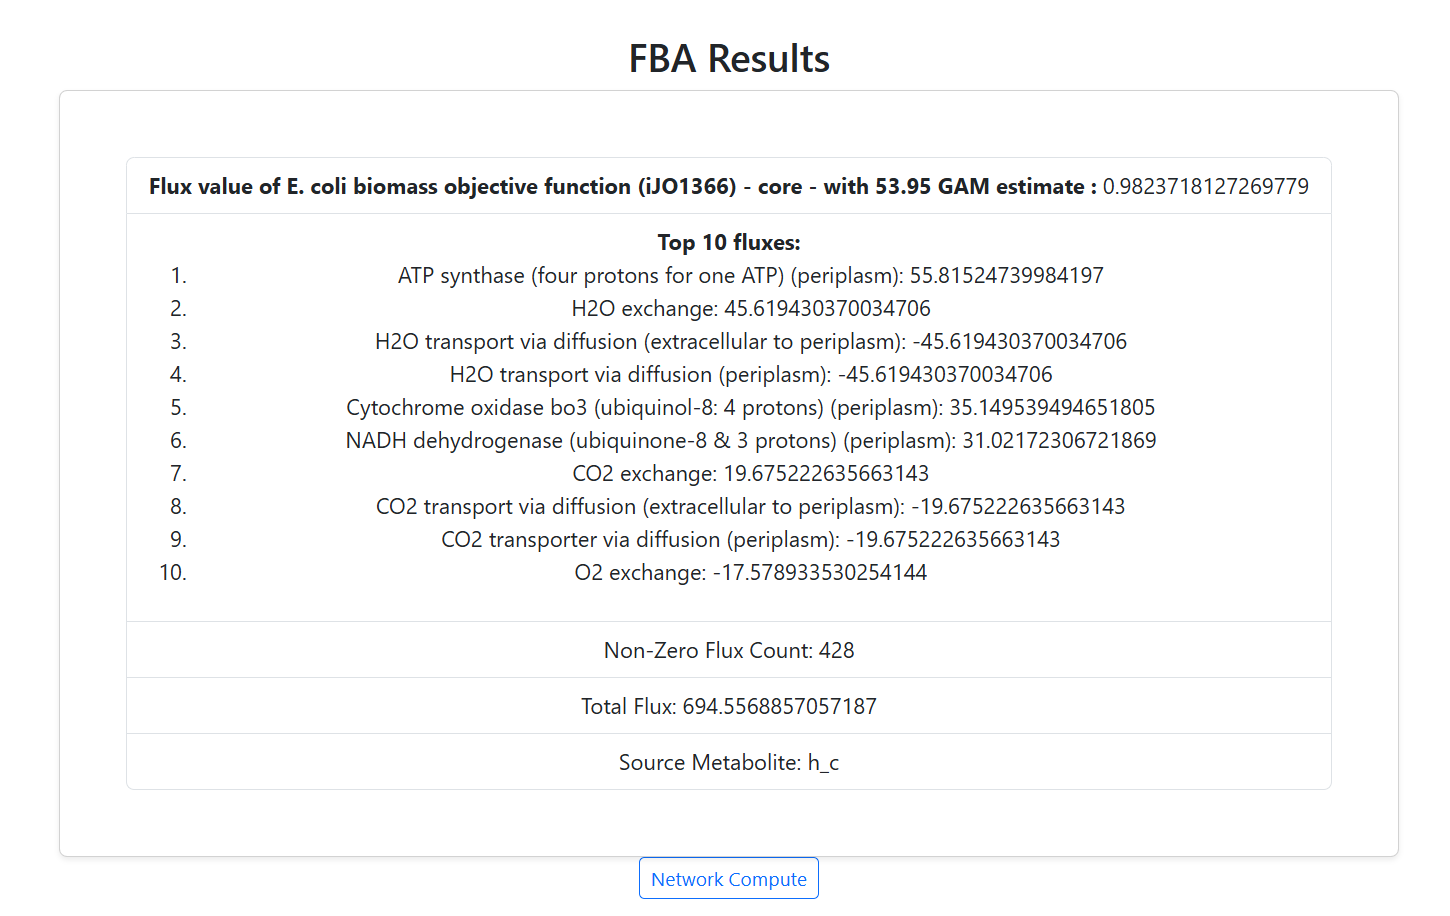 FBA Results
Flux value of E. coli biomass objective function (iJO1366) - core - with 53.95 GAM estimate : 0.9823718127269779
Top 10 fluxes:
1. ATP synthase (four protons for one ATP) (periplasm): 55.81524739984197
2. H2O exchange: 45.619430370034706
3. H2O transport via diffusion (extracellular to periplasm): -45.619430370034706
4. H2O transport via diffusion (periplasm): -45.619430370034706
5. Cytochrome oxidase bo3 (ubiquinol-8: 4 protons) (periplasm): 35.149539494651805
6. NADH dehydrogenase (ubiquinone-8 & 3 protons) (periplasm): 31.02172306721869
7. CO2 exchange: 19.675222635663143
8. CO2 transport via diffusion (extracellular to periplasm): -19.675222635663143
9. CO2 transporter via diffusion (periplasm): -19.675222635663143
10. O2 exchange: -17.578933530254144
Non-Zero Flux Count: 428
Total Flux: 694.5568857057187
Source Metabolite: h_c
Network Compute